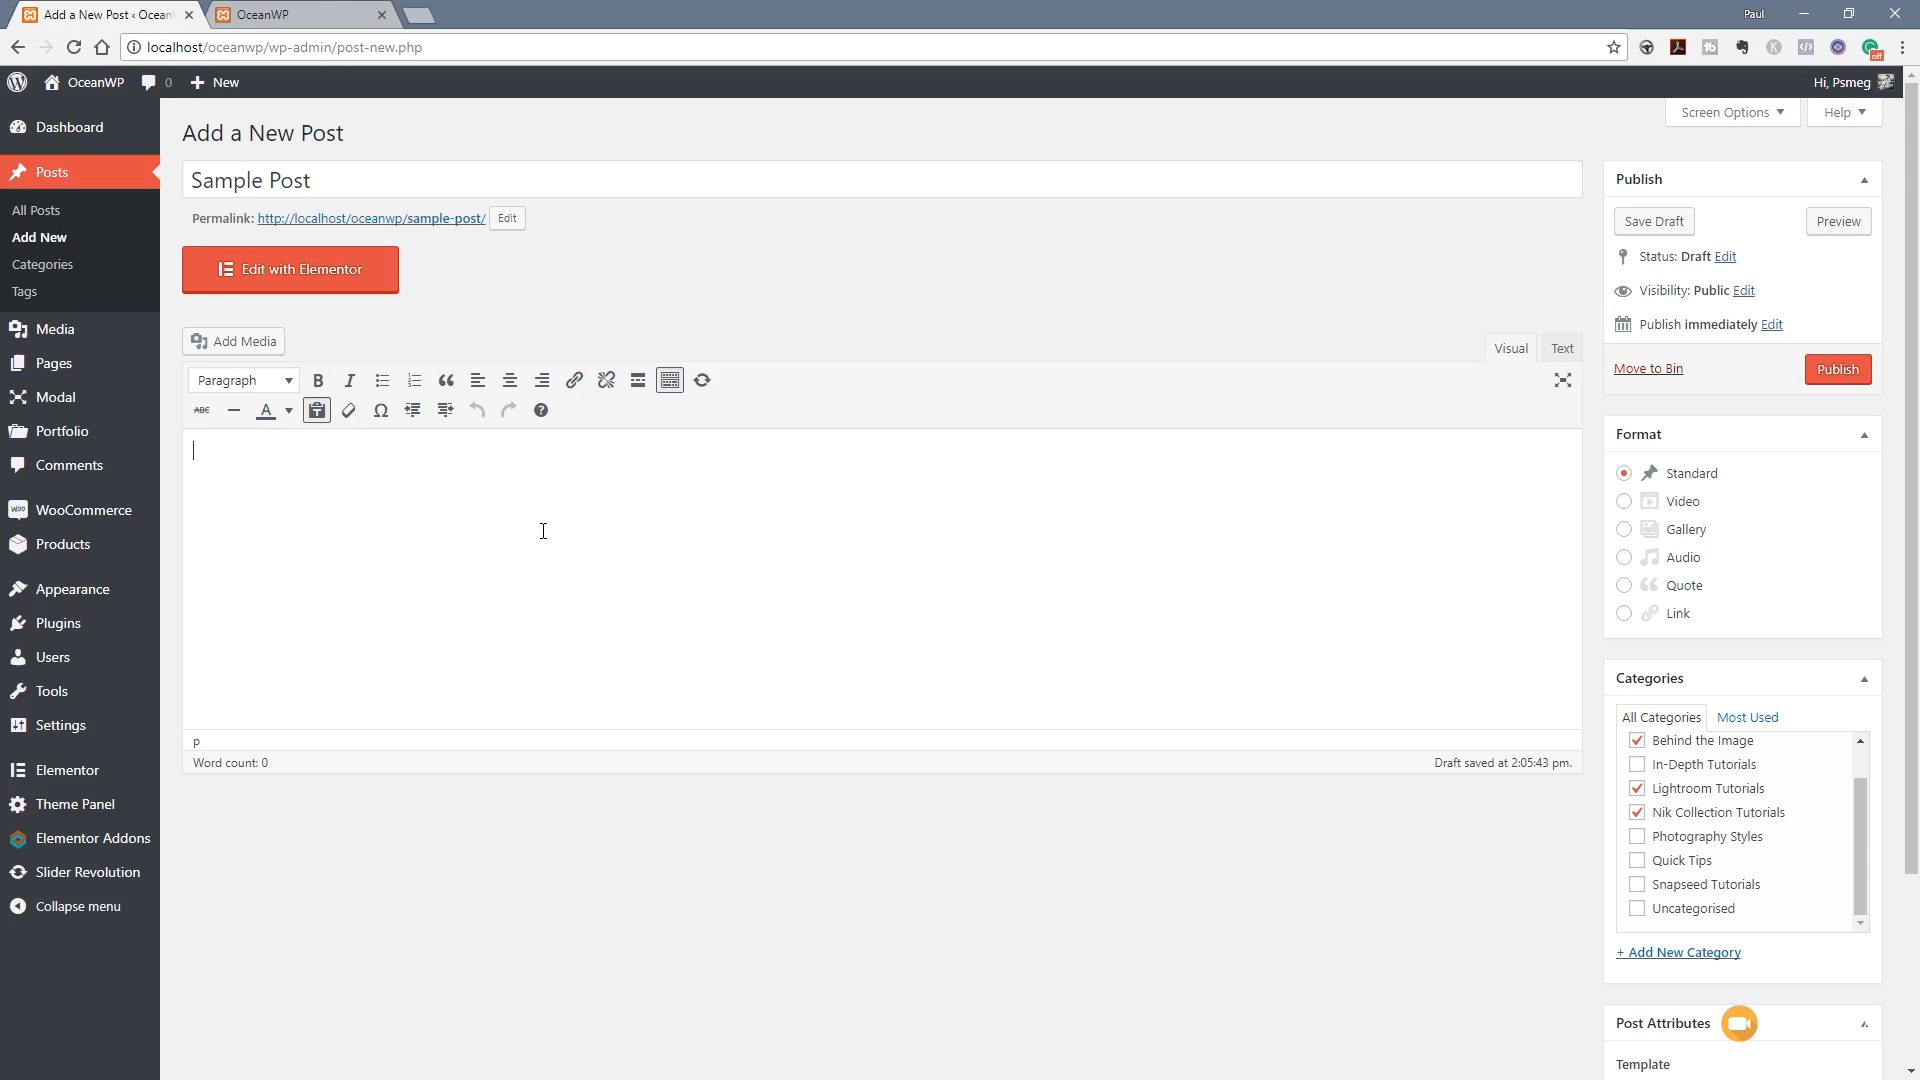 Add a New Post ‹ Ocean
OceanWP
Paul
localhost/oceanwp/wp-admin/post-new.php
off
OceanWP
0
New
Hi, Psmeg
Dashboard
Posts
All Posts
Add New
Categories
Tags
Media
Pages
Modal
Portfolio
Comments
WooCommerce
Products
Appearance
Plugins
Users
Tools
Settings
Elementor
Theme Panel
Elementor Addons
Slider Revolution
Collapse menu
Screen Options
Help
Add a New Post
Sample Post
Permalink: http://localhost/oceanwp/sample-post/ Edit
Edit with Elementor
Add Media
Visual
Text
Paragraph
B I
ABC A
p
Word count: 0
Draft saved at 2:05:43 pm.
Publish
Save Draft
Preview
Status: Draft Edit
Visibility: Public Edit
Publish immediately Edit
Move to Bin
Publish
Format
Standard
Video
Gallery
Audio
Quote
Link
Categories
All Categories
Most Used
Behind the Image
In-Depth Tutorials
Lightroom Tutorials
Nik Collection Tutorials
Photography Styles
Quick Tips
Snapseed Tutorials
Uncategorised
+ Add New Category
Post Attributes
Template